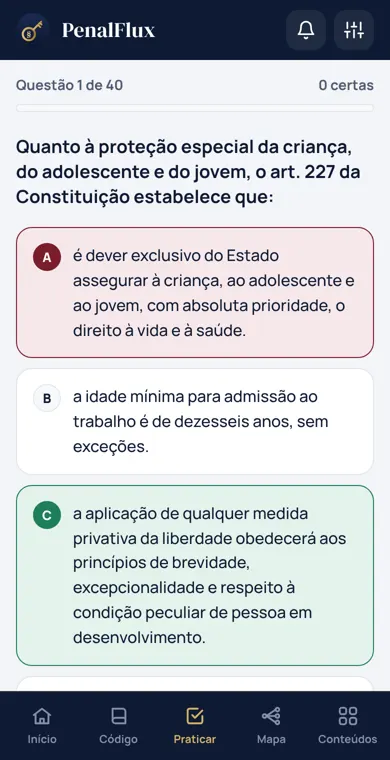 PenalFlux
Questão 1 de 40
0 certas
Quanto à proteção especial da criança,
do adolescente e do jovem, o art. 227 da
Constituição estabelece que:
A
é dever exclusivo do Estado
assegurar à criança, ao adolescente e
ao jovem, com absoluta prioridade, o
direito à vida e à saúde.
B
a idade mínima para admissão ao
trabalho é de dezesseis anos, sem
exceções.
C
a aplicação de qualquer medida
privativa da liberdade obedecerá aos
princípios de brevidade,
excepcionalidade e respeito à
condição peculiar de pessoa em
desenvolvimento.
Início
Código
Praticar
Mapa
Conteúdos